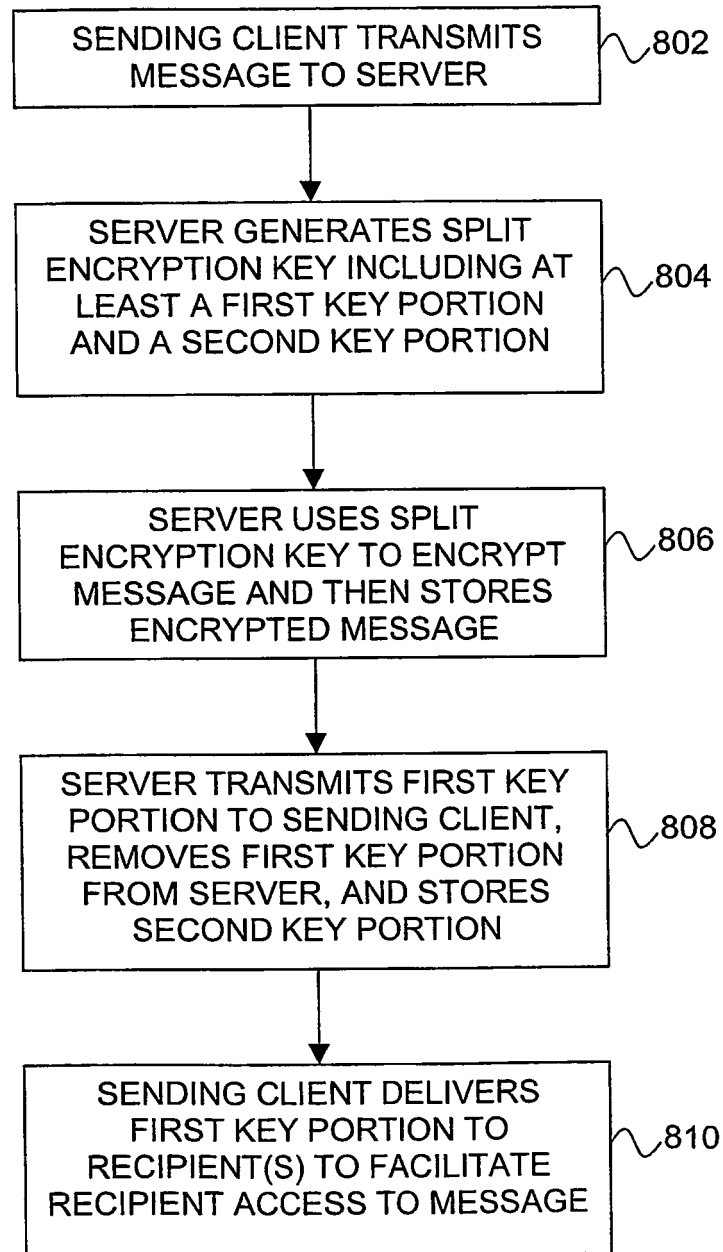 SENDING CLIENT TRANSMITS
MESSAGE TO SERVER
802
SERVER GENERATES SPLIT
ENCRYPTION KEY INCLUDING AT
LEAST A FIRST KEY PORTION
AND A SECOND KEY PORTION
804
SERVER USES SPLIT
ENCRYPTION KEY TO ENCRYPT
MESSAGE AND THEN STORES
ENCRYPTED MESSAGE
806
SERVER TRANSMITS FIRST KEY
PORTION TO SENDING CLIENT,
REMOVES FIRST KEY PORTION
FROM SERVER, AND STORES
SECOND KEY PORTION
808
SENDING CLIENT DELIVERS
FIRST KEY PORTION TO
RECIPIENT(S) TO FACILITATE
RECIPIENT ACCESS TO MESSAGE
810